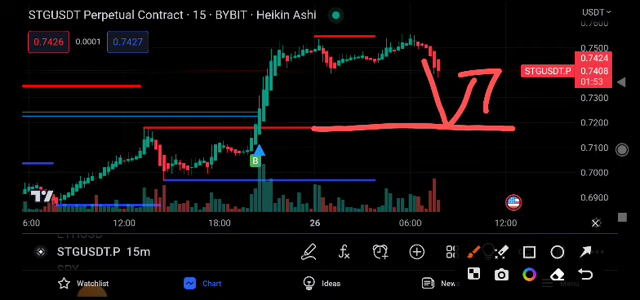 STGUSDT Perpetual Contract · 15 · BYBIT · Heikin Ashi
USDT
0.7426 0.0001 0.7427
0.7500
0.7424
STGUSDT.P 0.7408
01:53
0.7300
0.7200
0.7100
0.7000
0.6900
B
6:00 12:00 18:00 26 06:00 12:00
STGUSDT.P 15m
Watchlist
Chart
Ideas
News
Menu